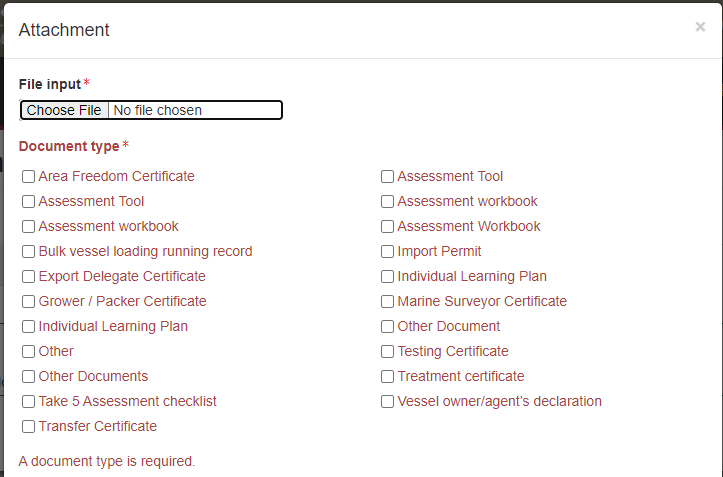 Attachment ×
File input *
Choose File No file chosen
Document type *
Area Freedom Certificate Assessment Tool
Assessment Tool Assessment workbook
Assessment workbook Assessment Workbook
Bulk vessel loading running record Import Permit
Export Delegate Certificate Individual Learning Plan
Grower / Packer Certificate Marine Surveyor Certificate
Individual Learning Plan Other Document
Other Testing Certificate
Other Documents Treatment certificate
Take 5 Assessment checklist Vessel owner/agent's declaration
Transfer Certificate
A document type is required.